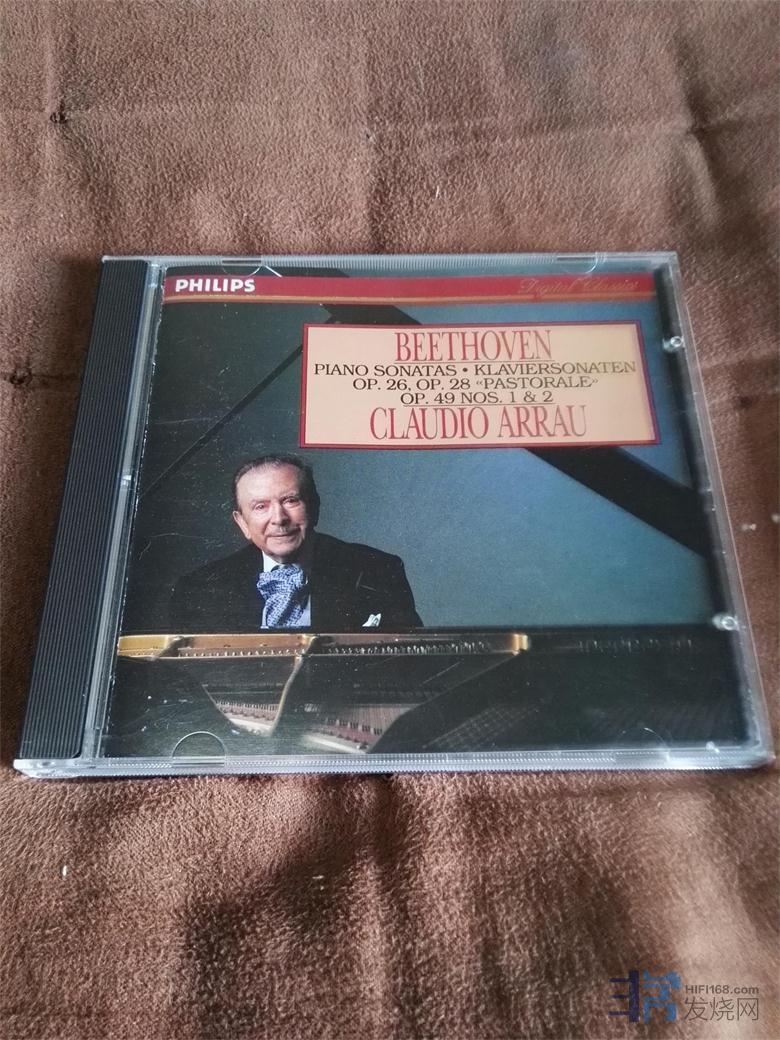 PHILIPS
Digital Classics
BEETHOVEN
PIANO SONATAS • KLAVIERSONATEN
OP. 26, OP. 28 «PASTORALE»
OP. 49 NOS. 1 & 2
CLAUDIO ARRAU
HIFI168.com
发烧网